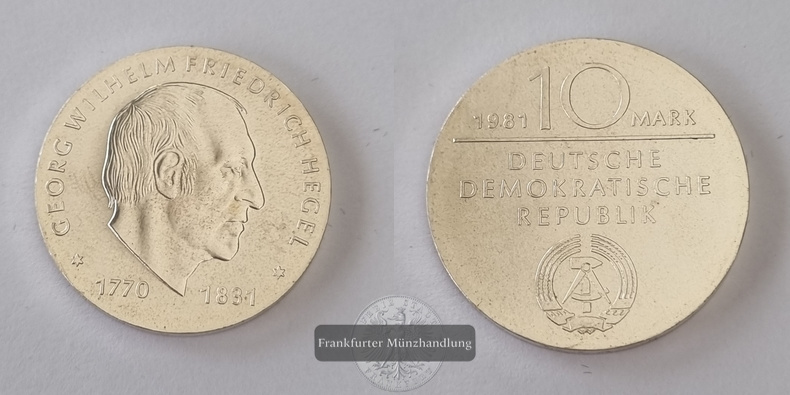 GEORG WILHELM FRIEDRICH HEGEL
1770 1831
1981 10 MARK
DEUTSCHE
DEMOKRATISCHE
REPUBLIK
Frankfurter Münzhandlung